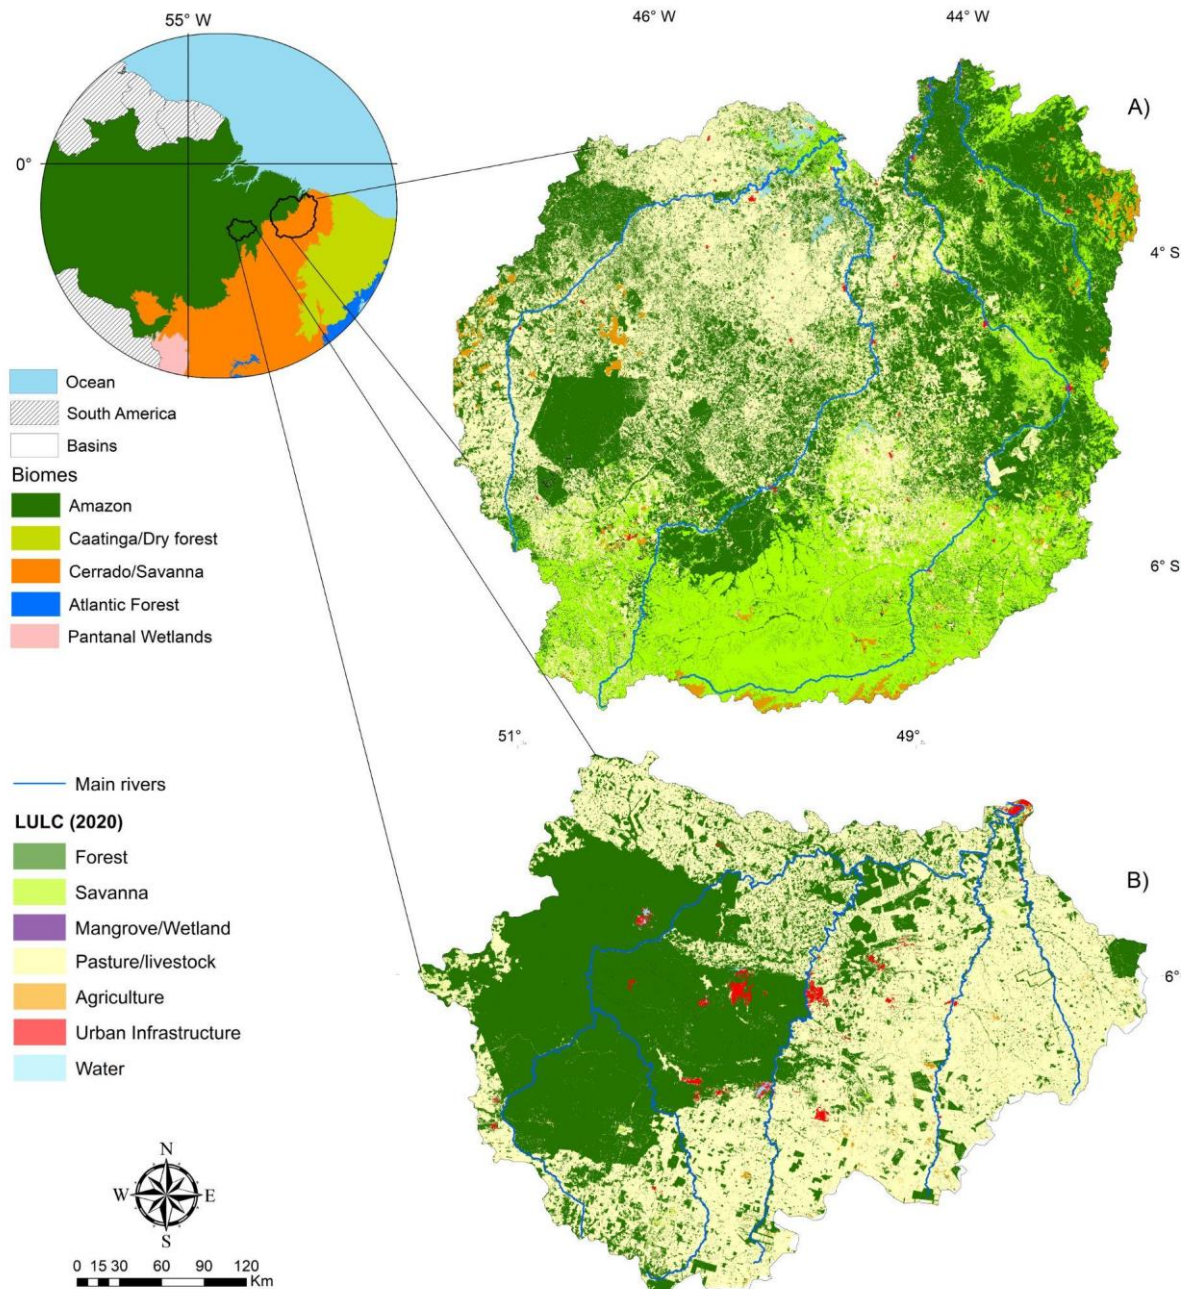 55° W
46° W
44° W
A)
0°
4° S
Ocean
South America
Basins
Biomes
Amazon
Caatinga/Dry forest
Cerrado/Savanna
Atlantic Forest
Pantanal Wetlands
6° S
51°
49°
Main rivers
LULC (2020)
Forest
Savanna
Mangrove/Wetland
Pasture/livestock
Agriculture
Urban Infrastructure
Water
B)
6°
N
W E
S
0 15 30 60 90 120
Km